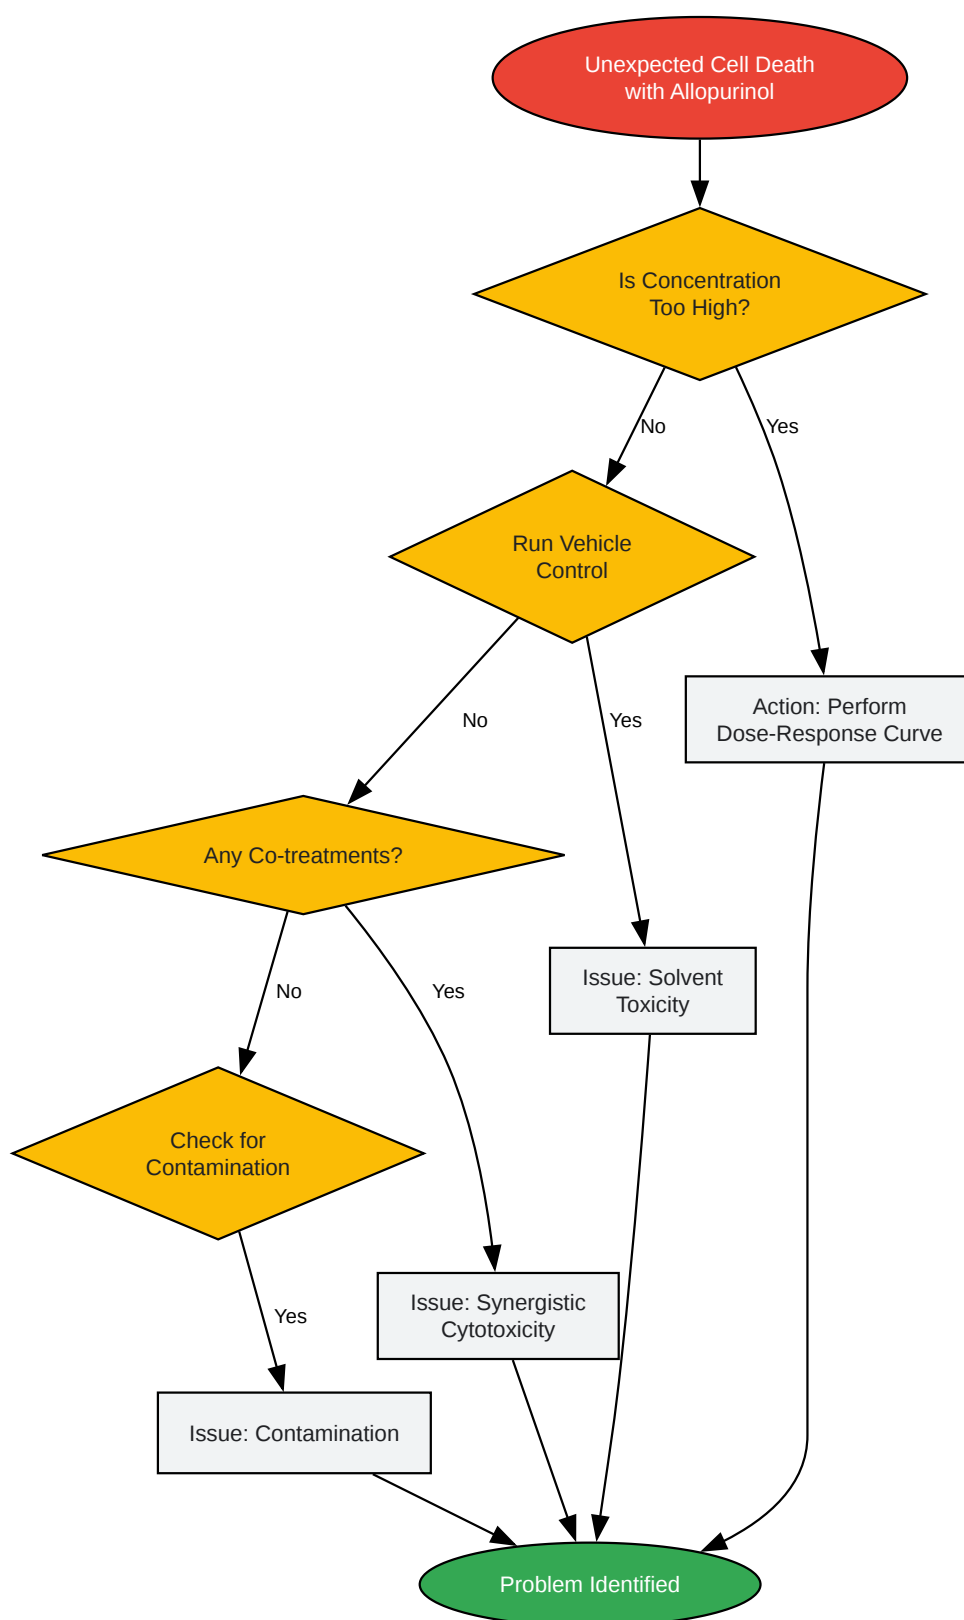 Unexpected Cell Death
with Allopurinol
Is Concentration
Too High?
No
Yes
Run Vehicle
Control
No
Yes
Action: Perform
Dose-Response Curve
Any Co-treatments?
No
Yes
Issue: Solvent
Toxicity
Check for
Contamination
Yes
Issue: Synergistic
Cytotoxicity
Issue: Contamination
Problem Identified